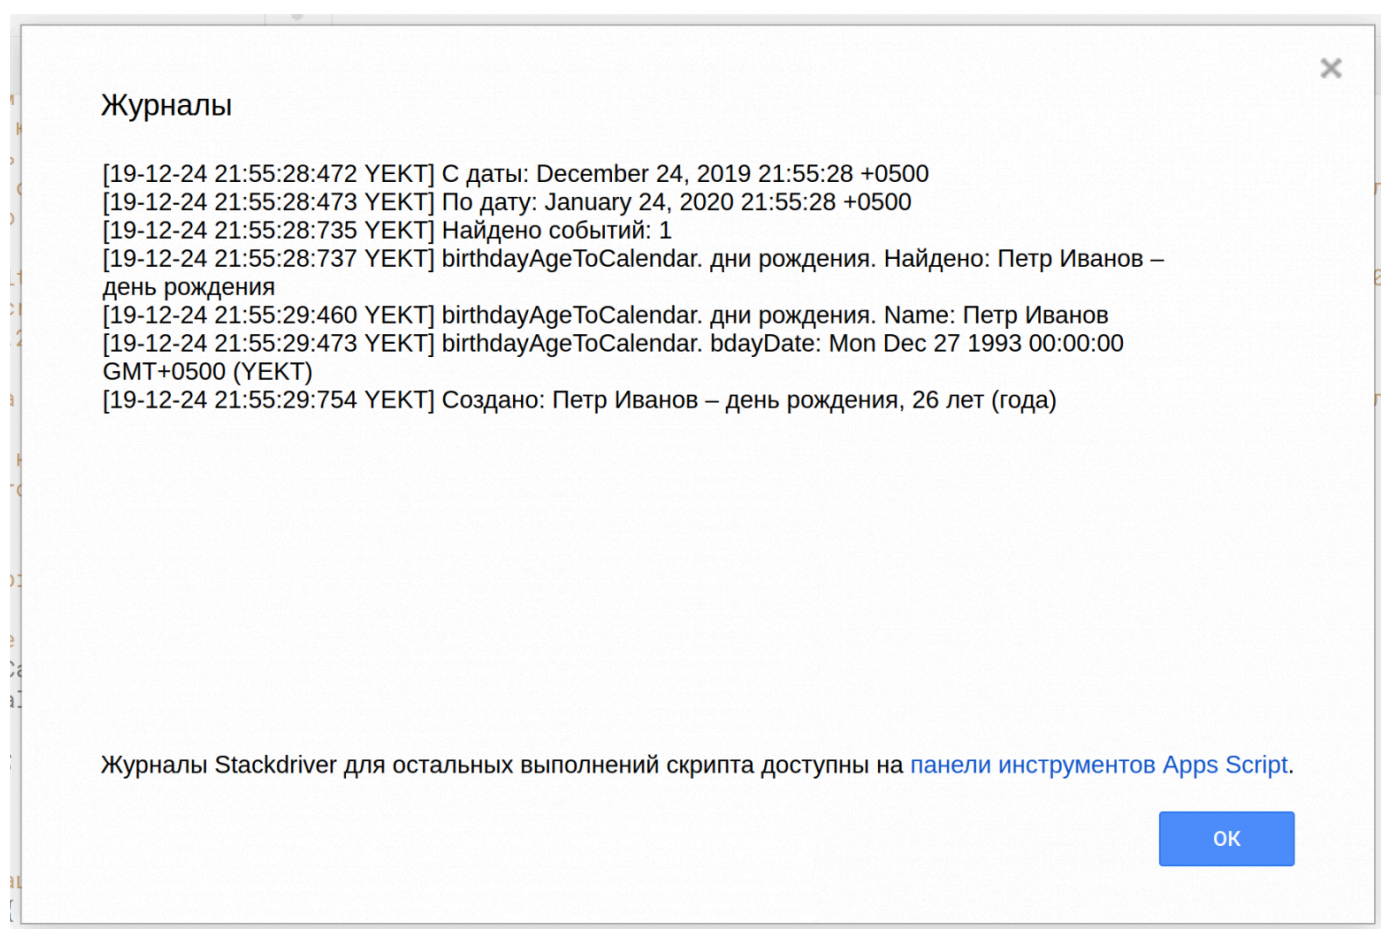 Журналы
[19-12-24 21:55:28:472 YEKT] С даты: December 24, 2019 21:55:28 +0500
[19-12-24 21:55:28:473 YEKT] По дату: January 24, 2020 21:55:28 +0500
[19-12-24 21:55:28:735 YEKT] Найдено событий: 1
[19-12-24 21:55:28:737 YEKT] birthdayAgeToCalendar. дни рождения. Найдено: Петр Иванов –
день рождения
[19-12-24 21:55:29:460 YEKT] birthdayAgeToCalendar. дни рождения. Name: Петр Иванов
[19-12-24 21:55:29:473 YEKT] birthdayAgeToCalendar. bdayDate: Mon Dec 27 1993 00:00:00
GMT+0500 (YEKT)
[19-12-24 21:55:29:754 YEKT] Создано: Петр Иванов – день рождения, 26 лет (года)
Журналы Stackdriver для остальных выполнений скрипта доступны на панели инструментов Apps Script.
ОК